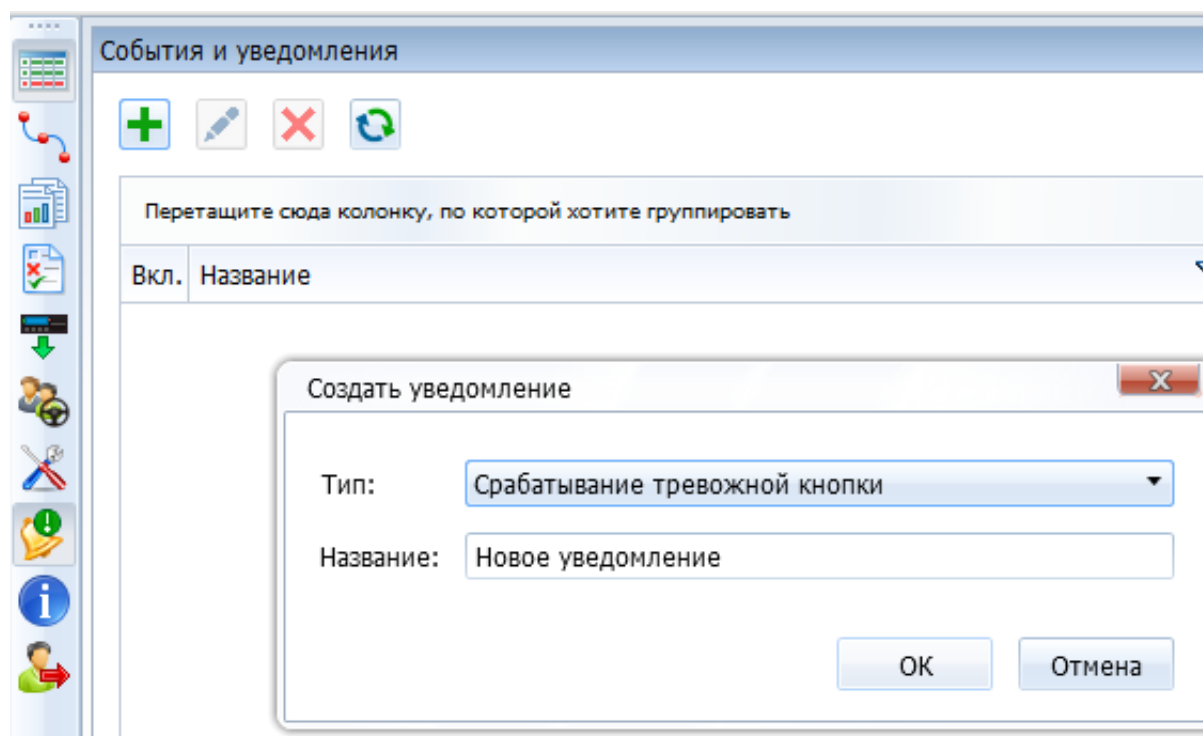 События и уведомления
Перетащите сюда колонку, по которой хотите группировать
Вкл. Название
Создать уведомление
Тип: Срабатывание тревожной кнопки
Название: Новое уведомление
ОК Отмена